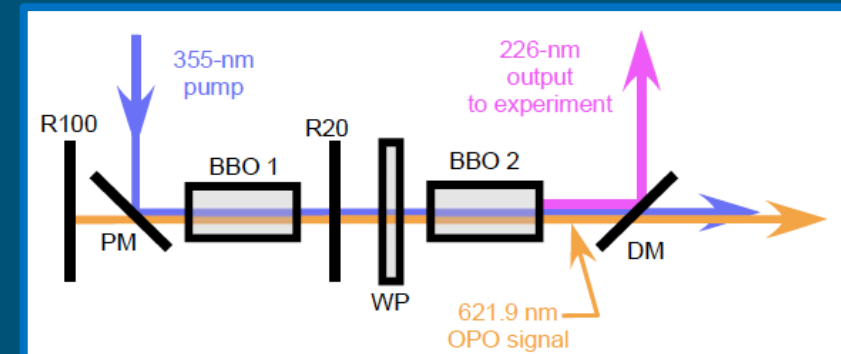 355-nm
pump
226-nm
output
to experiment
R100
R20
BBO 1
BBO 2
PM
WP
DM
621.9 nm
OPO signal